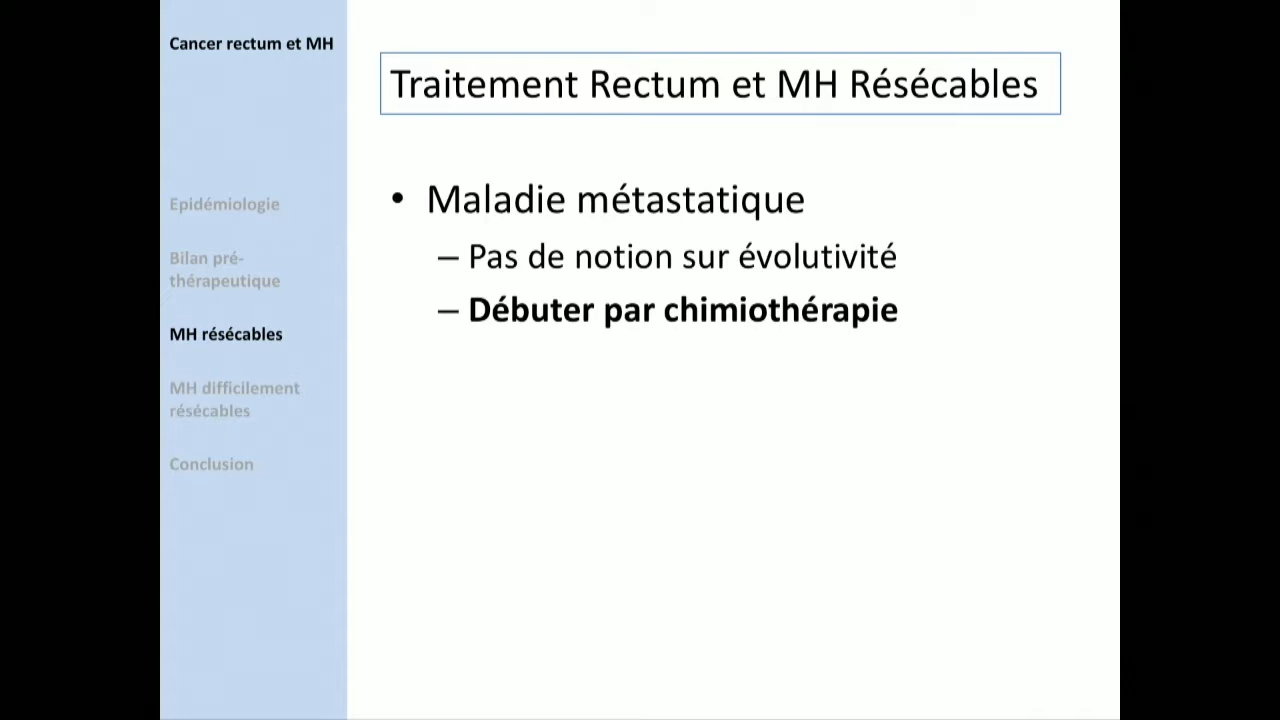 Cancer rectum et MH
Epidémiologie
Bilan pré-
thérapeutique
MH résécables
MH difficilement
résécables
Conclusion
Traitement Rectum et MH Résécables
• Maladie métastatique
– Pas de notion sur évolutivité
– Débuter par chimiothérapie